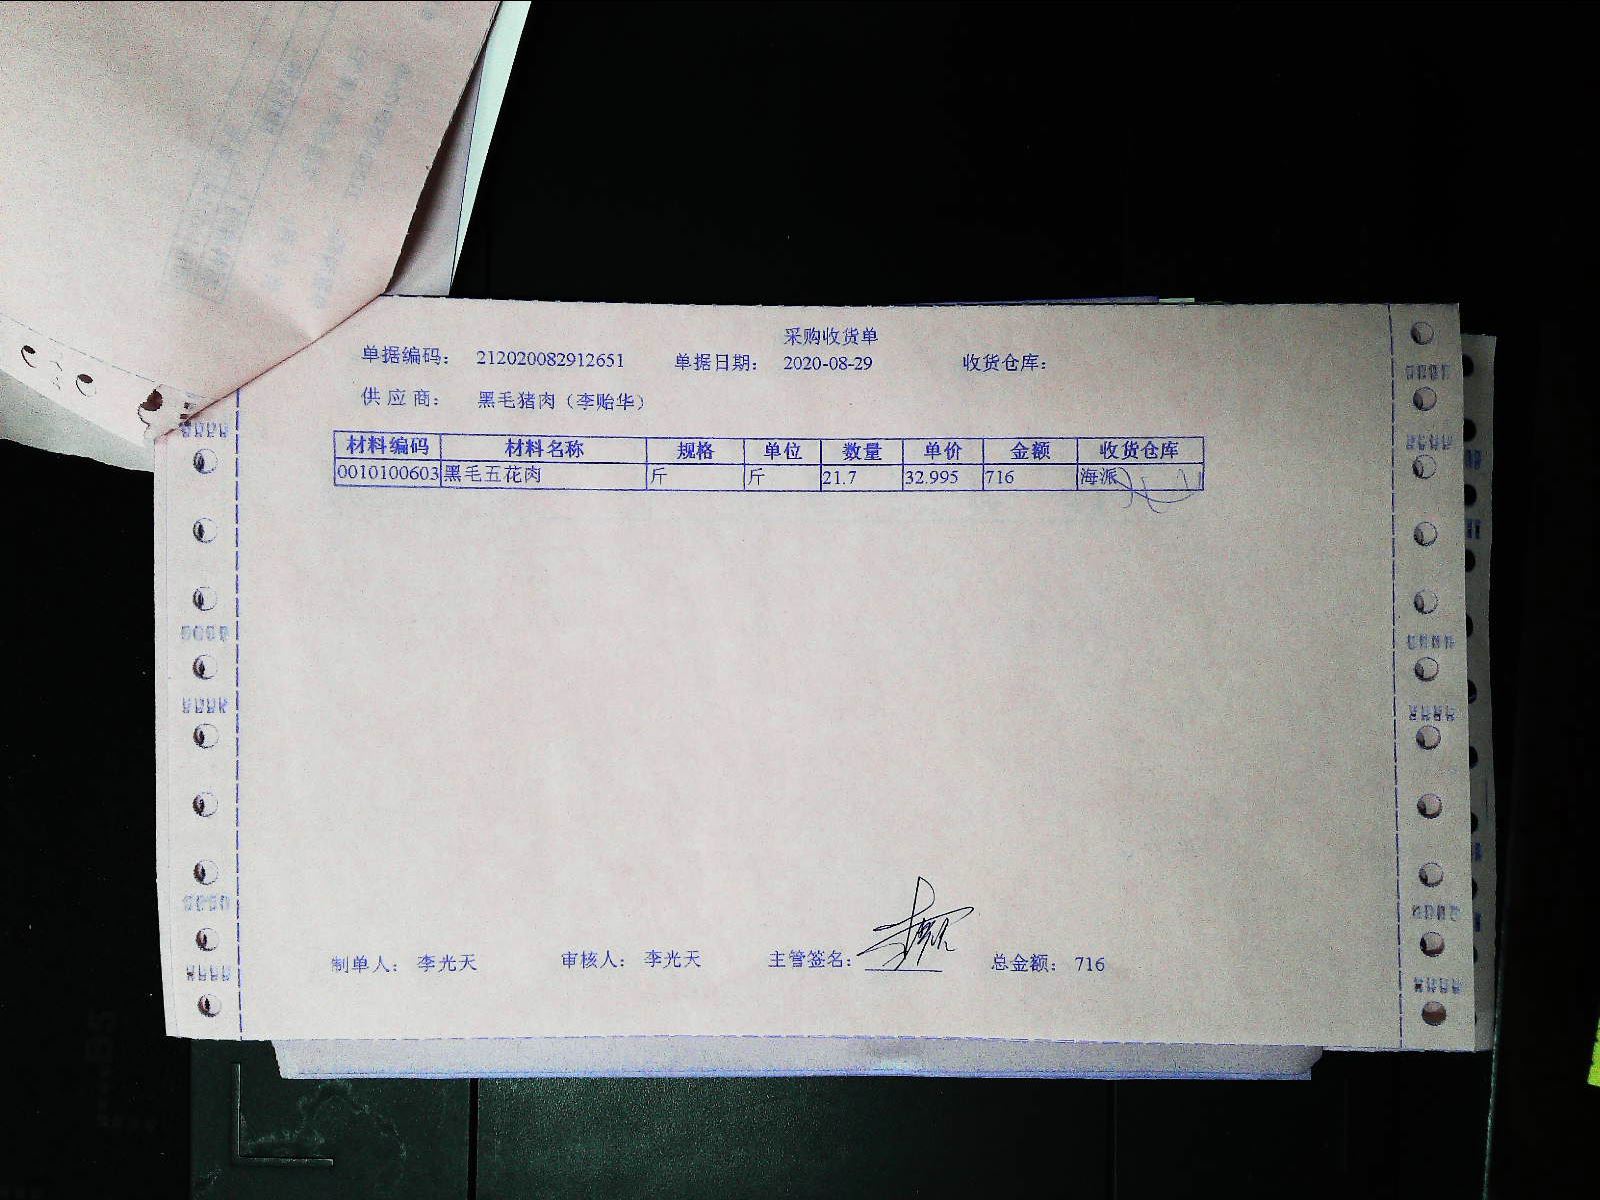 采购收货单
单据编码： 212020082912651 单据日期： 2020-08-29 收货仓库：
供 应 商： 黑毛猪肉（李贻华）
材料编码 材料名称 规格 单位 数量 单价 金额 收货仓库
0010100603 黑毛五花肉 斤 斤 21.7 32.995 716 海派
制单人： 李光天 审核人： 李光天 主管签名： 总金额： 716